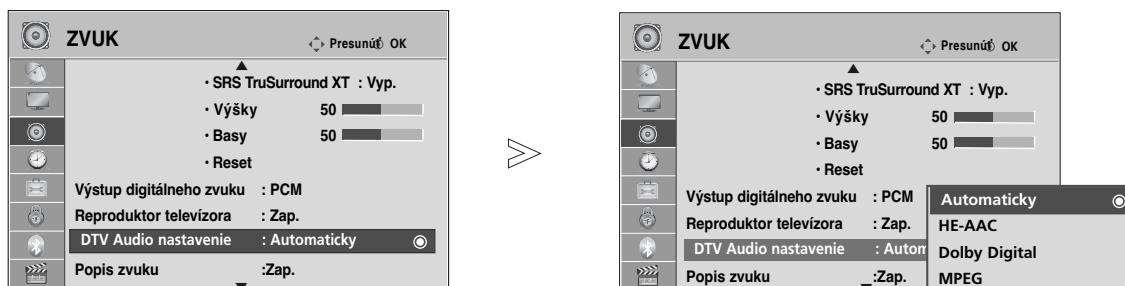 ZVUK
Presunúť OK
• SRS TruSurround XT : Vyp.
• Výšky 50
• Basy 50
• Reset
Výstup digitálneho zvuku : PCM
Reproduktor televízora : Zap.
DTV Audio nastavenie : Automaticky
Popis zvuku :Zap.
ZVUK
Presunúť OK
• SRS TruSurround XT : Vyp.
• Výšky 50
• Basy 50
• Reset
Výstup digitálneho zvuku : PCM
Reproduktor televízora : Zap.
DTV Audio nastavenie : Autom
Popis zvuku :Zap.
Automaticky
HE-AAC
Dolby Digital
MPEG